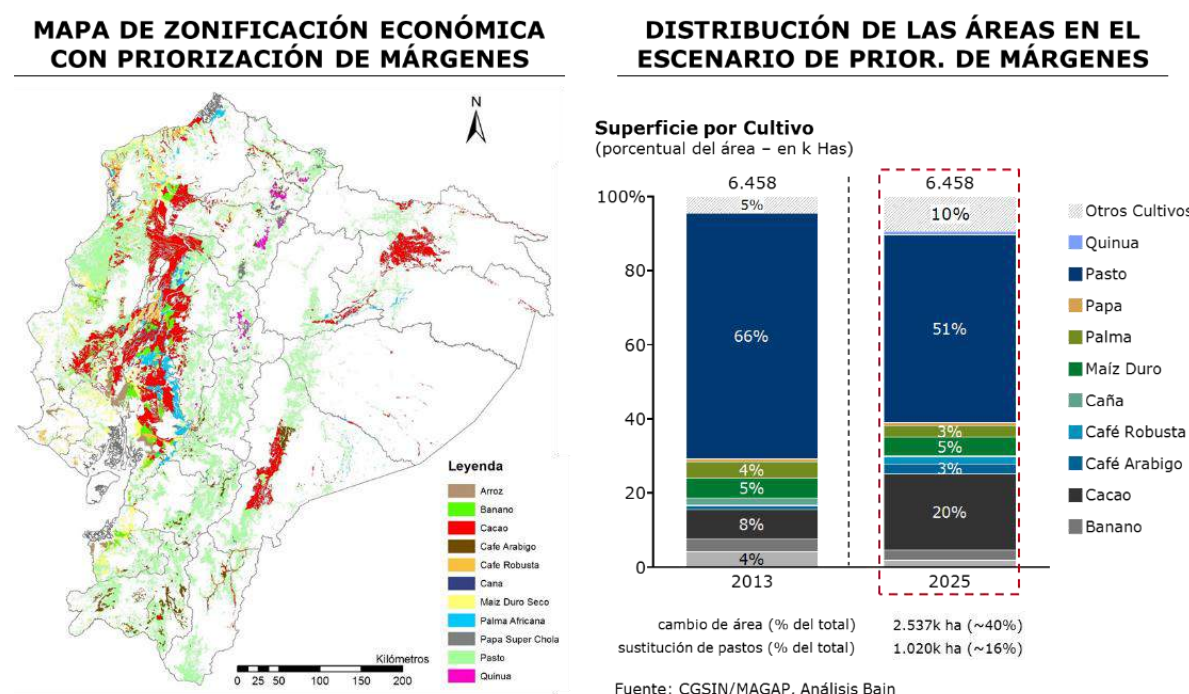 MAPA DE ZONIFICACIÓN ECONÓMICA
CON PRIORIZACIÓN DE MÁRGENES
N
Leyenda
Arroz
Banano
Cacao
Cafe Arabigo
Cafe Robusta
Cana
Maiz Duro Seco
Palma Africana
Papa Super Chola
Pasto
Quinua
Kilómetros
0 25 50 100 150 200
DISTRIBUCIÓN DE LAS ÁREAS EN EL
ESCENARIO DE PRIOR. DE MÁRGENES
Superficie por Cultivo
(porcentual del área – en k Has)
6.458 6.458
100%
80
60
40
20
0
5%
66%
4%
5%
8%
4%
10%
51%
3%
5%
3%
20%
2013 2025
Otros Cultivos
Quinua
Pasto
Papa
Palma
Maíz Duro
Caña
Café Robusta
Café Arabigo
Cacao
Banano
cambio de área (% del total) 2.537k ha (~40%)
sustitución de pastos (% del total) 1.020k ha (~16%)
Fuente: CGSIN/MAGAP. Análisis Bain